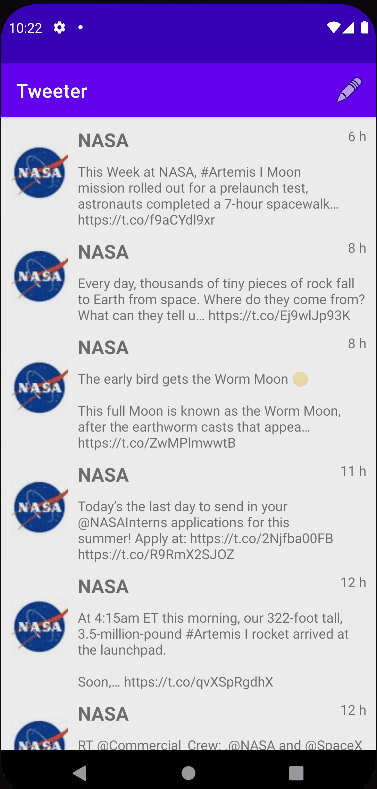 10:22
Tweeter
NASA
6 h
This Week at NASA, #Artemis I Moon
mission rolled out for a prelaunch test,
astronauts completed a 7-hour spacewalk…
https://t.co/f9aCYdl9xr
NASA
8 h
Every day, thousands of tiny pieces of rock fall
to Earth from space. Where do they come from?
What can they tell u… https://t.co/Ej9wlJp93K
NASA
8 h
The early bird gets the Worm Moon 🌕
This full Moon is known as the Worm Moon,
after the earthworm casts that appea…
https://t.co/ZwMPlmwwtB
NASA
11 h
Today's the last day to send in your
@NASAInterns applications for this
summer! Apply at: https://t.co/2Njfba00FB
https://t.co/R9RmX2SJOZ
NASA
12 h
At 4:15am ET this morning, our 322-foot tall,
3.5-million-pound #Artemis I rocket arrived at
the launchpad.
Soon,… https://t.co/qvXSpRgdhX
NASA
12 h
RT @Commercial_Crew: .@NASA and @SpaceX
NASA
NASA
NASA
NASA
NASA
NASA